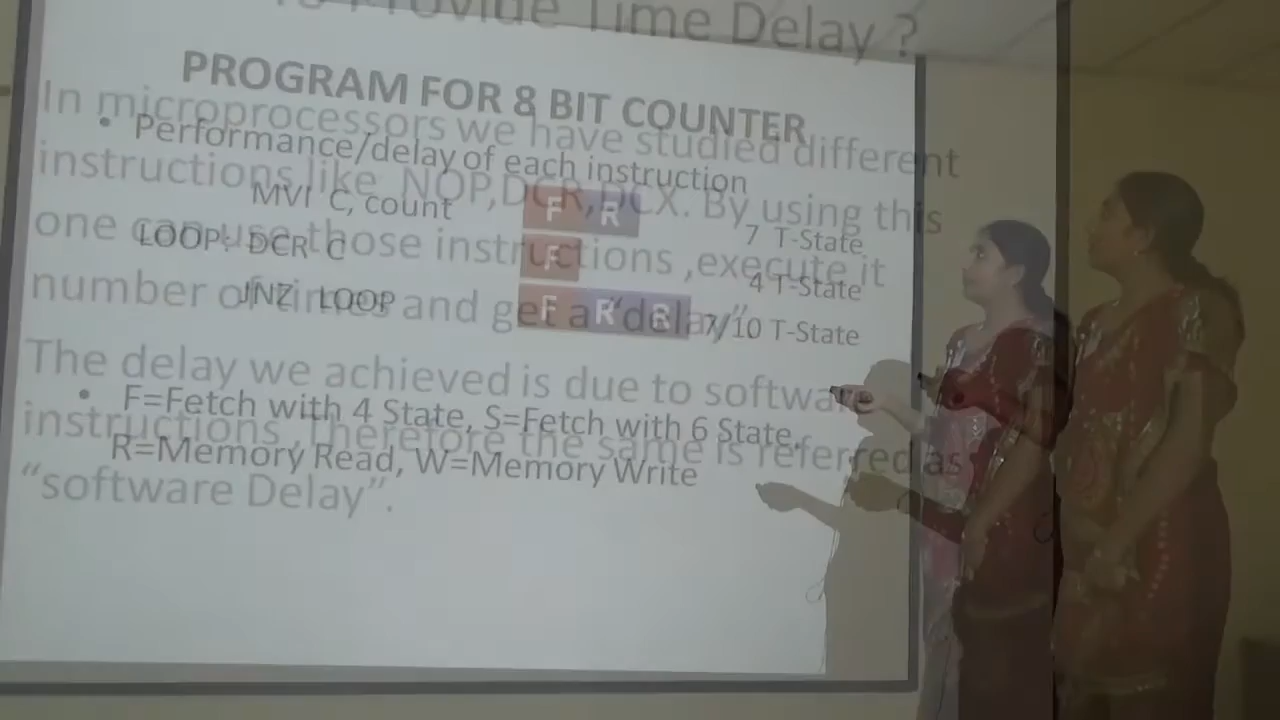 To Provide Time Delay ?
In microprocessors we have studied different
instructions like NOP,DCR,DCX. By using this
one can use those instructions ,execute it
number of times and get a "delay"
The delay we achieved is due to software
instructions ,Therefore the same is referred as
"software Delay".
PROGRAM FOR 8 BIT COUNTER
• Performance/delay of each instruction
MVI C, count F R 7 T-State
LOOP: DCR C F 4 T-State
JNZ LOOP F R R 7/10 T-State
• F=Fetch with 4 State, S=Fetch with 6 State,
R=Memory Read, W=Memory Write